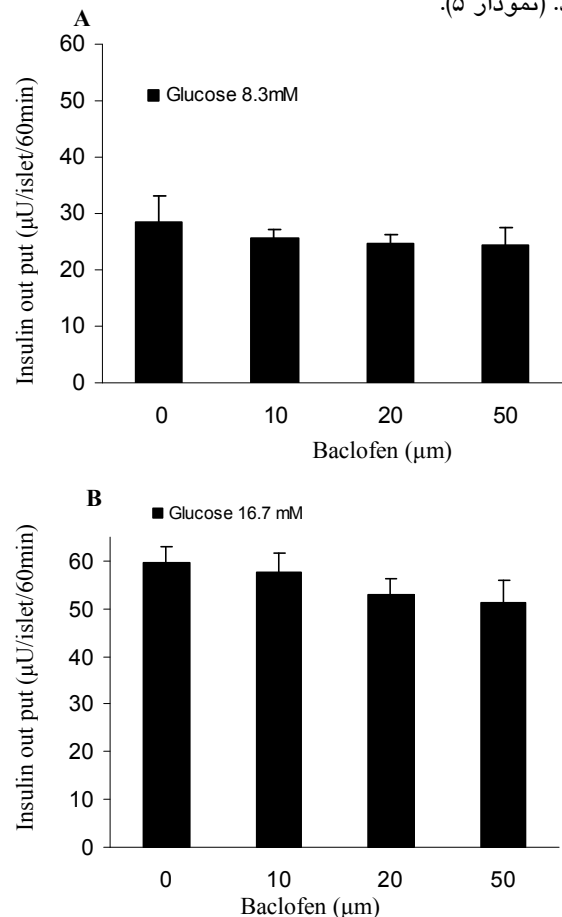 د. (نمودار ۵).
A
60
50
40
30
20
10
0
Glucose 8.3mM
Insulin out put (µU/islet/60min)
0 10 20 50
Baclofen (µm)
B
Glucose 16.7 mM
60
50
40
30
20
10
0
Insulin out put (µU/islet/60min)
0 10 20 50
Baclofen (µm)